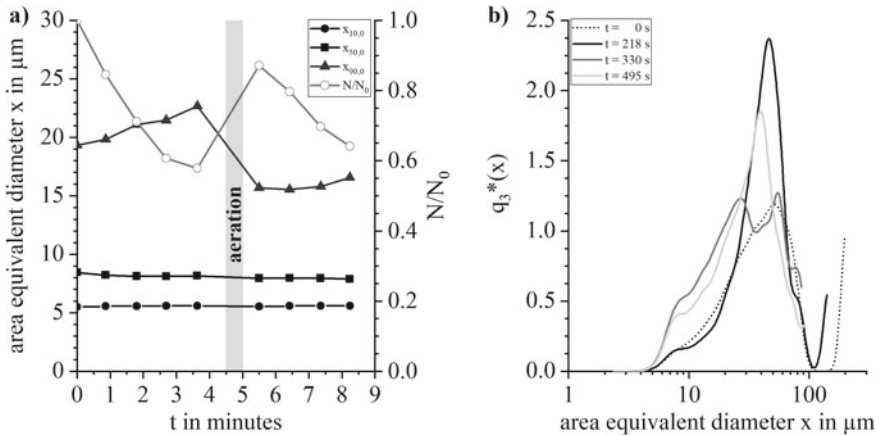 a)
area equivalent diameter x in µm
30
25
20
15
10
5
0
0 1 2 3 4 5 6 7 8 9
t in minutes
aeration
x10,0
x50,0
x90,0
N/N0
1.0
0.8
0.6
0.4
0.2
0.0
N/N0
b)
q3*(x)
2.5
2.0
1.5
1.0
0.5
0.0
1 10 100
area equivalent diameter x in µm
t = 0 s
t = 218 s
t = 330 s
t = 495 s